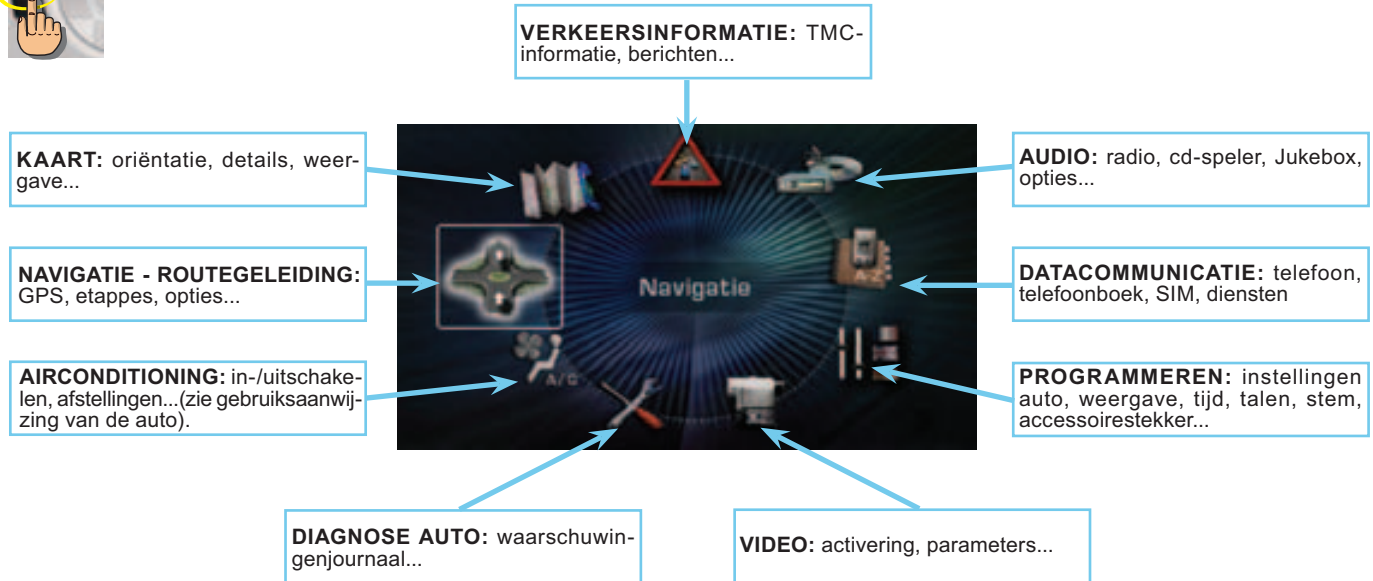 VERKEERSINFORMATIE: TMC-
informatie, berichten...
KAART: oriëntatie, details, weer-
gave...
AUDIO: radio, cd-speler, Jukebox,
opties...
NAVIGATIE - ROUTEGELEIDING:
GPS, etappes, opties...
A-Z
Navigatie
DATACOMMUNICATIE: telefoon,
telefoonboek, SIM, diensten
AIRCONDITIONING: in-/uitschake-
len, afstellingen...(zie gebruiksaanwij-
zing van de auto).
A/C
PROGRAMMEREN: instellingen
auto, weergave, tijd, talen, stem,
accessoirestekker...
DIAGNOSE AUTO: waarschuwin-
genjournaal...
VIDEO: activering, parameters...